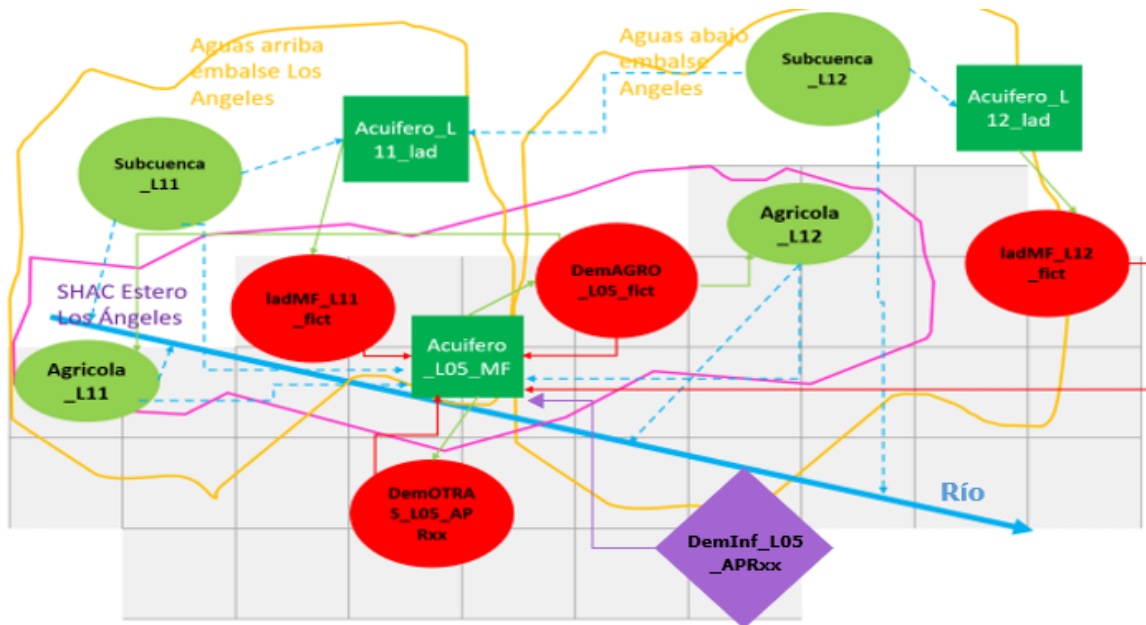 Aguas arriba
embalse Los
Angeles
Aguas abajo
embalse
Angeles
Subcuenca
_L12
Acuifero_L
12_lad
Acuifero_L
11_lad
Subcuenca
_L11
Agricola
_L12
ladMF_L12
_fict
DemAGRO
_L05_fict
ladMF_L11
_fict
SHAC Estero
Los Ángeles
Acuifero
_L05_MF
Agricola
_L11
Río
DemOTRA
S_L05_AP
Rxx
DemInf_L05
_APRxx